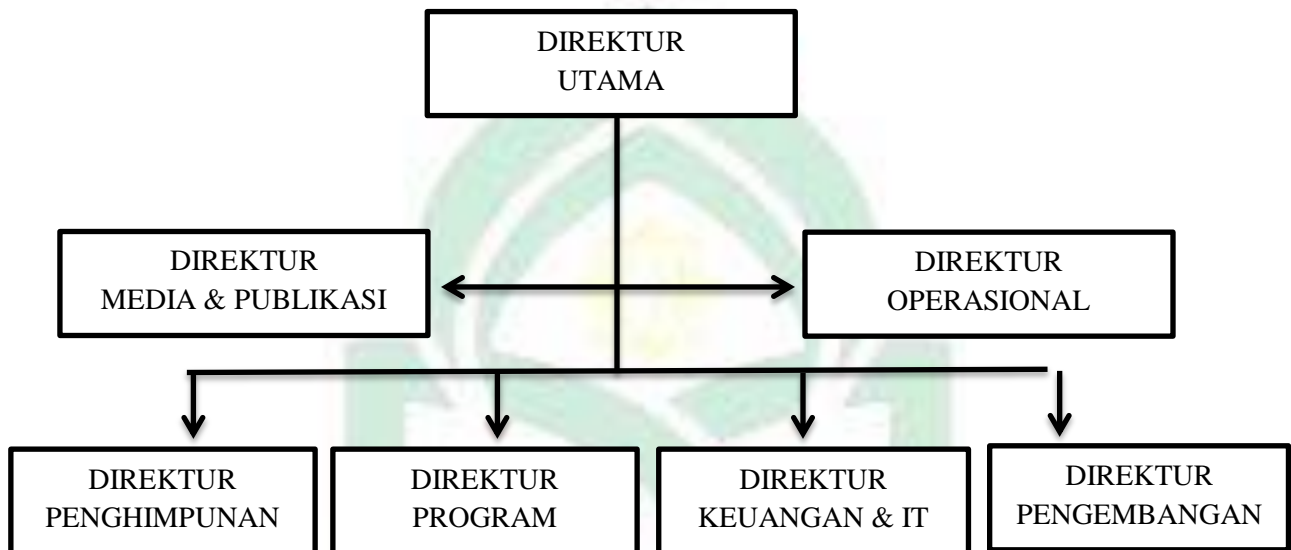 DIREKTUR
UTAMA
DIREKTUR
MEDIA & PUBLIKASI
DIREKTUR
OPERASIONAL
DIREKTUR
PENGHIMPUNAN
DIREKTUR
PROGRAM
DIREKTUR
KEUANGAN & IT
DIREKTUR
PENGEMBANGAN